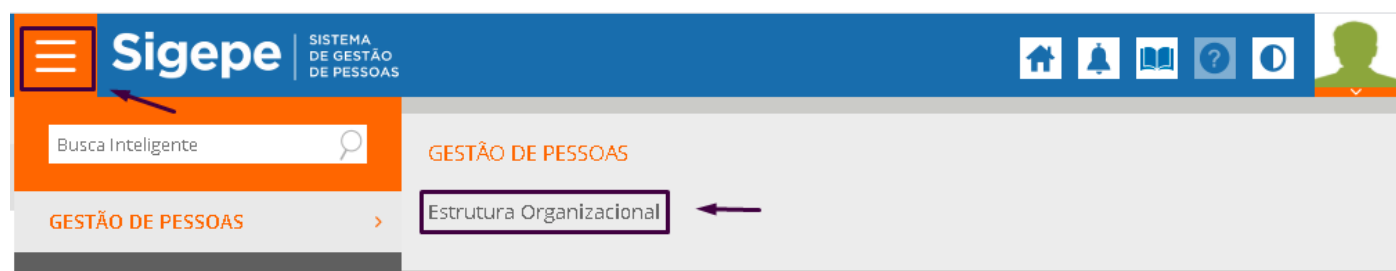 Sigepe
SISTEMA
DE GESTÃO
DE PESSOAS
?
Busca Inteligente
GESTÃO DE PESSOAS
GESTÃO DE PESSOAS
Estrutura Organizacional